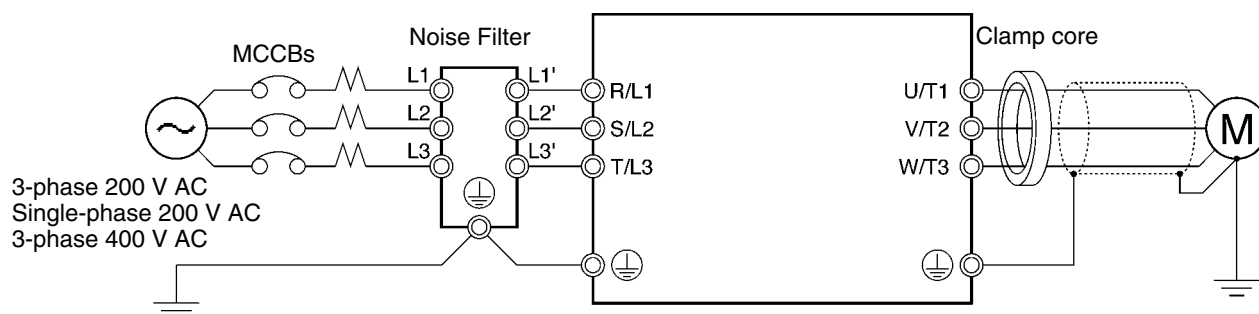 MCCBs
Noise Filter
Clamp core
L1
L1'
R/L1
U/T1
L2
L2'
S/L2
V/T2
M
L3
L3'
T/L3
W/T3
3-phase 200 V AC
Single-phase 200 V AC
3-phase 400 V AC